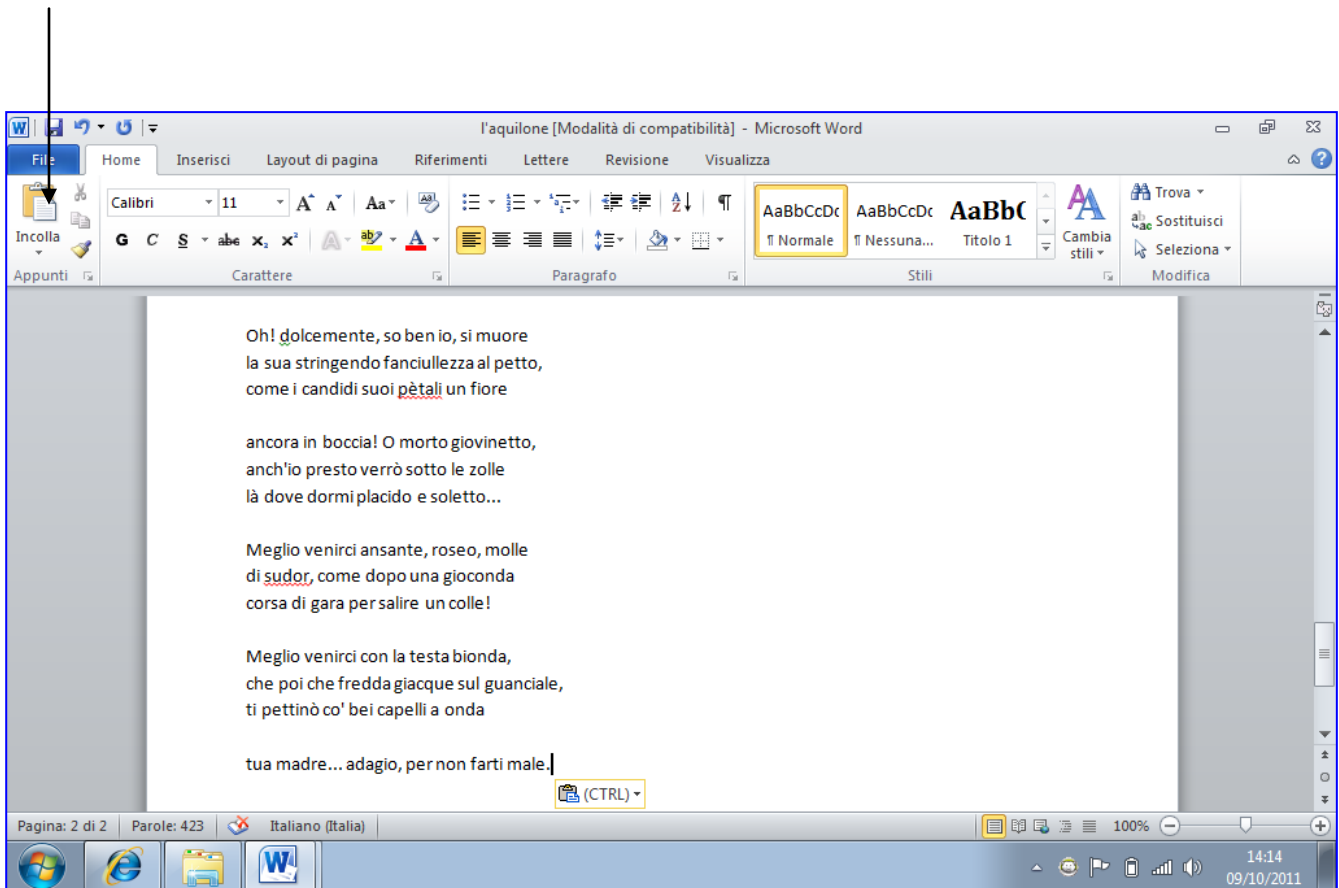 l'aquilone [Modalità di compatibilità] - Microsoft Word
File Home Inserisci Layout di pagina Riferimenti Lettere Revisione Visualizza
Calibri 11 A A Aa
Incolla
G C S abc x₂ x² A ab A
AaBbCcDc AaBbCcDc AaBb(
¶ Normale ¶ Nessuna... Titolo 1
Cambia stili
Trova
Sostituisci
Seleziona
Appunti Carattere Paragrafo Stili Modifica
Oh! dolcemente, so ben io, si muore
la sua stringendo fanciullezza al petto,
come i candidi suoi pètali un fiore
ancora in boccia! O morto giovinetto,
anch'io presto verrò sotto le zolle
là dove dormi placido e soletto...
Meglio venirci ansante, roseo, molle
di sudor, come dopo una gioconda
corsa di gara per salire un colle!
Meglio venirci con la testa bionda,
che poi che fredda giacque sul guanciale,
ti pettinò co' bei capelli a onda
tua madre... adagio, per non farti male.
(CTRL)
Pagina: 2 di 2 Parole: 423 Italiano (Italia) 100%
14:14
09/10/2011